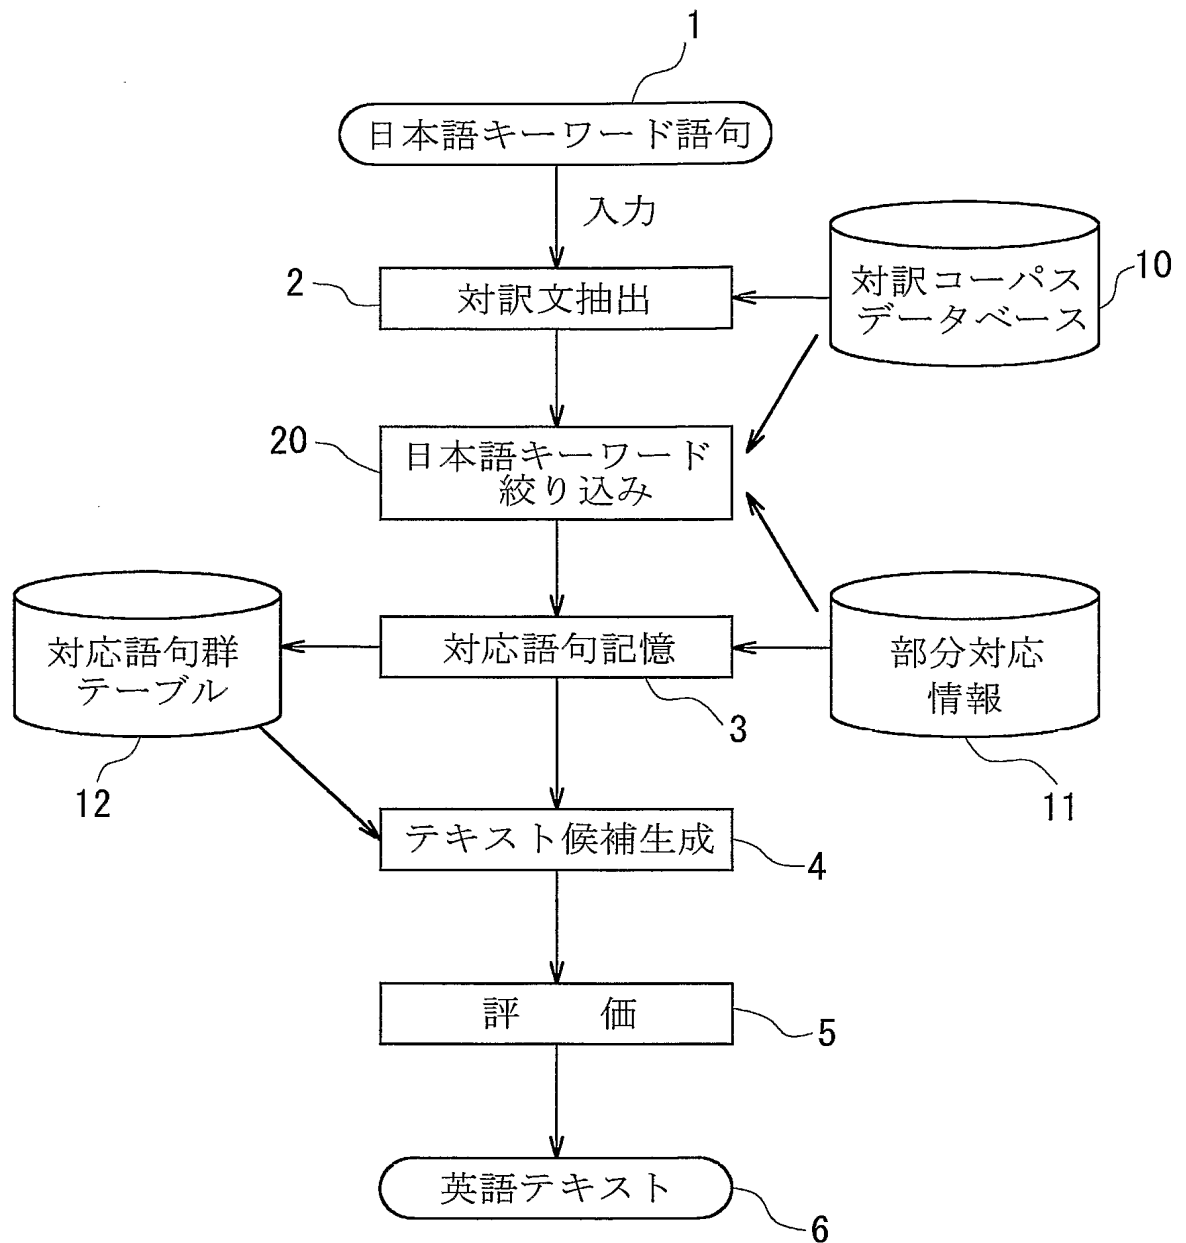 1
日本語キーワード語句
入力
2
対訳文抽出
対訳コーパス
データベース
10
20
日本語キーワード
絞り込み
対応語句群
テーブル
12
対応語句記憶
3
部分対応
情報
11
テキスト候補生成
4
評 価
5
英語テキスト
6